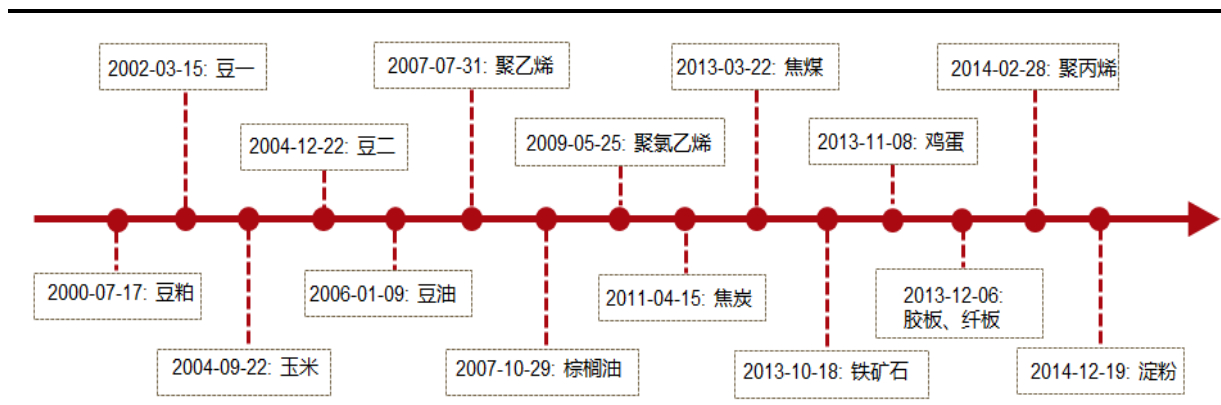 2000-07-17: 豆粕
2002-03-15: 豆一
2004-09-22: 玉米
2004-12-22: 豆二
2006-01-09: 豆油
2007-07-31: 聚乙烯
2007-10-29: 棕榈油
2009-05-25: 聚氯乙烯
2011-04-15: 焦炭
2013-03-22: 焦煤
2013-10-18: 铁矿石
2013-11-08: 鸡蛋
2013-12-06:
胶板、纤板
2014-02-28: 聚丙烯
2014-12-19: 淀粉